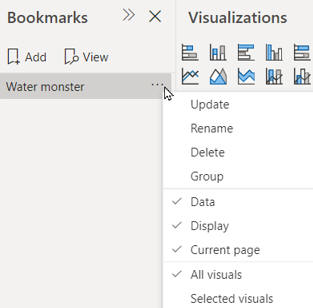 Bookmarks
Visualizations
Add
View
Water monster
Update
Rename
Delete
Group
Data
Display
Current page
All visuals
Selected visuals